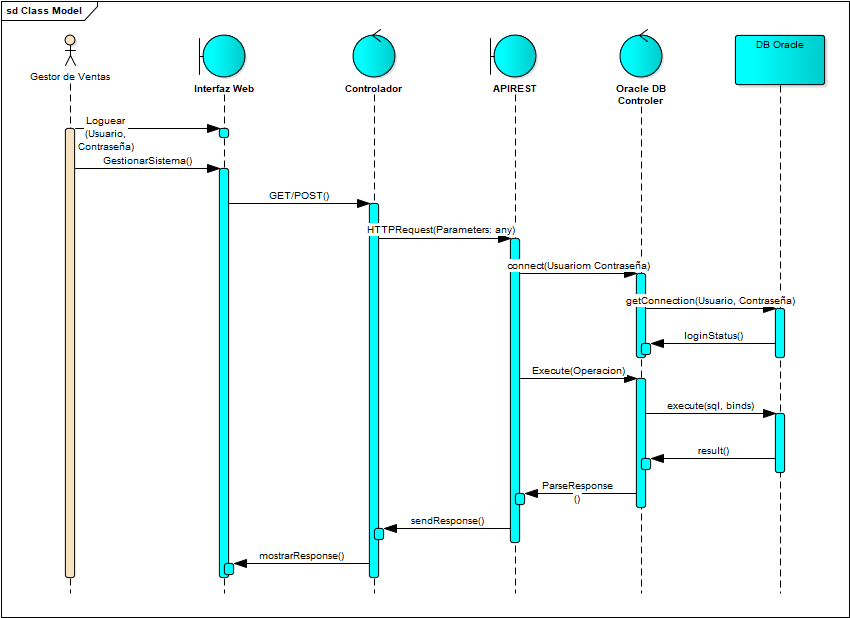 sd Class Model
Gestor de Ventas
Interfaz Web
Controlador
APIREST
Oracle DB
Controler
DB Oracle
Loguear
(Usuario,
Contraseña)
GestionarSistema()
GET/POST()
HTTPRequest(Parameters: any)
connect(Usuariom Contraseña)
getConnection(Usuario, Contraseña)
loginStatus()
Execute(Operacion)
execute(sql, binds)
result()
ParseResponse
()
sendResponse()
mostrarResponse()